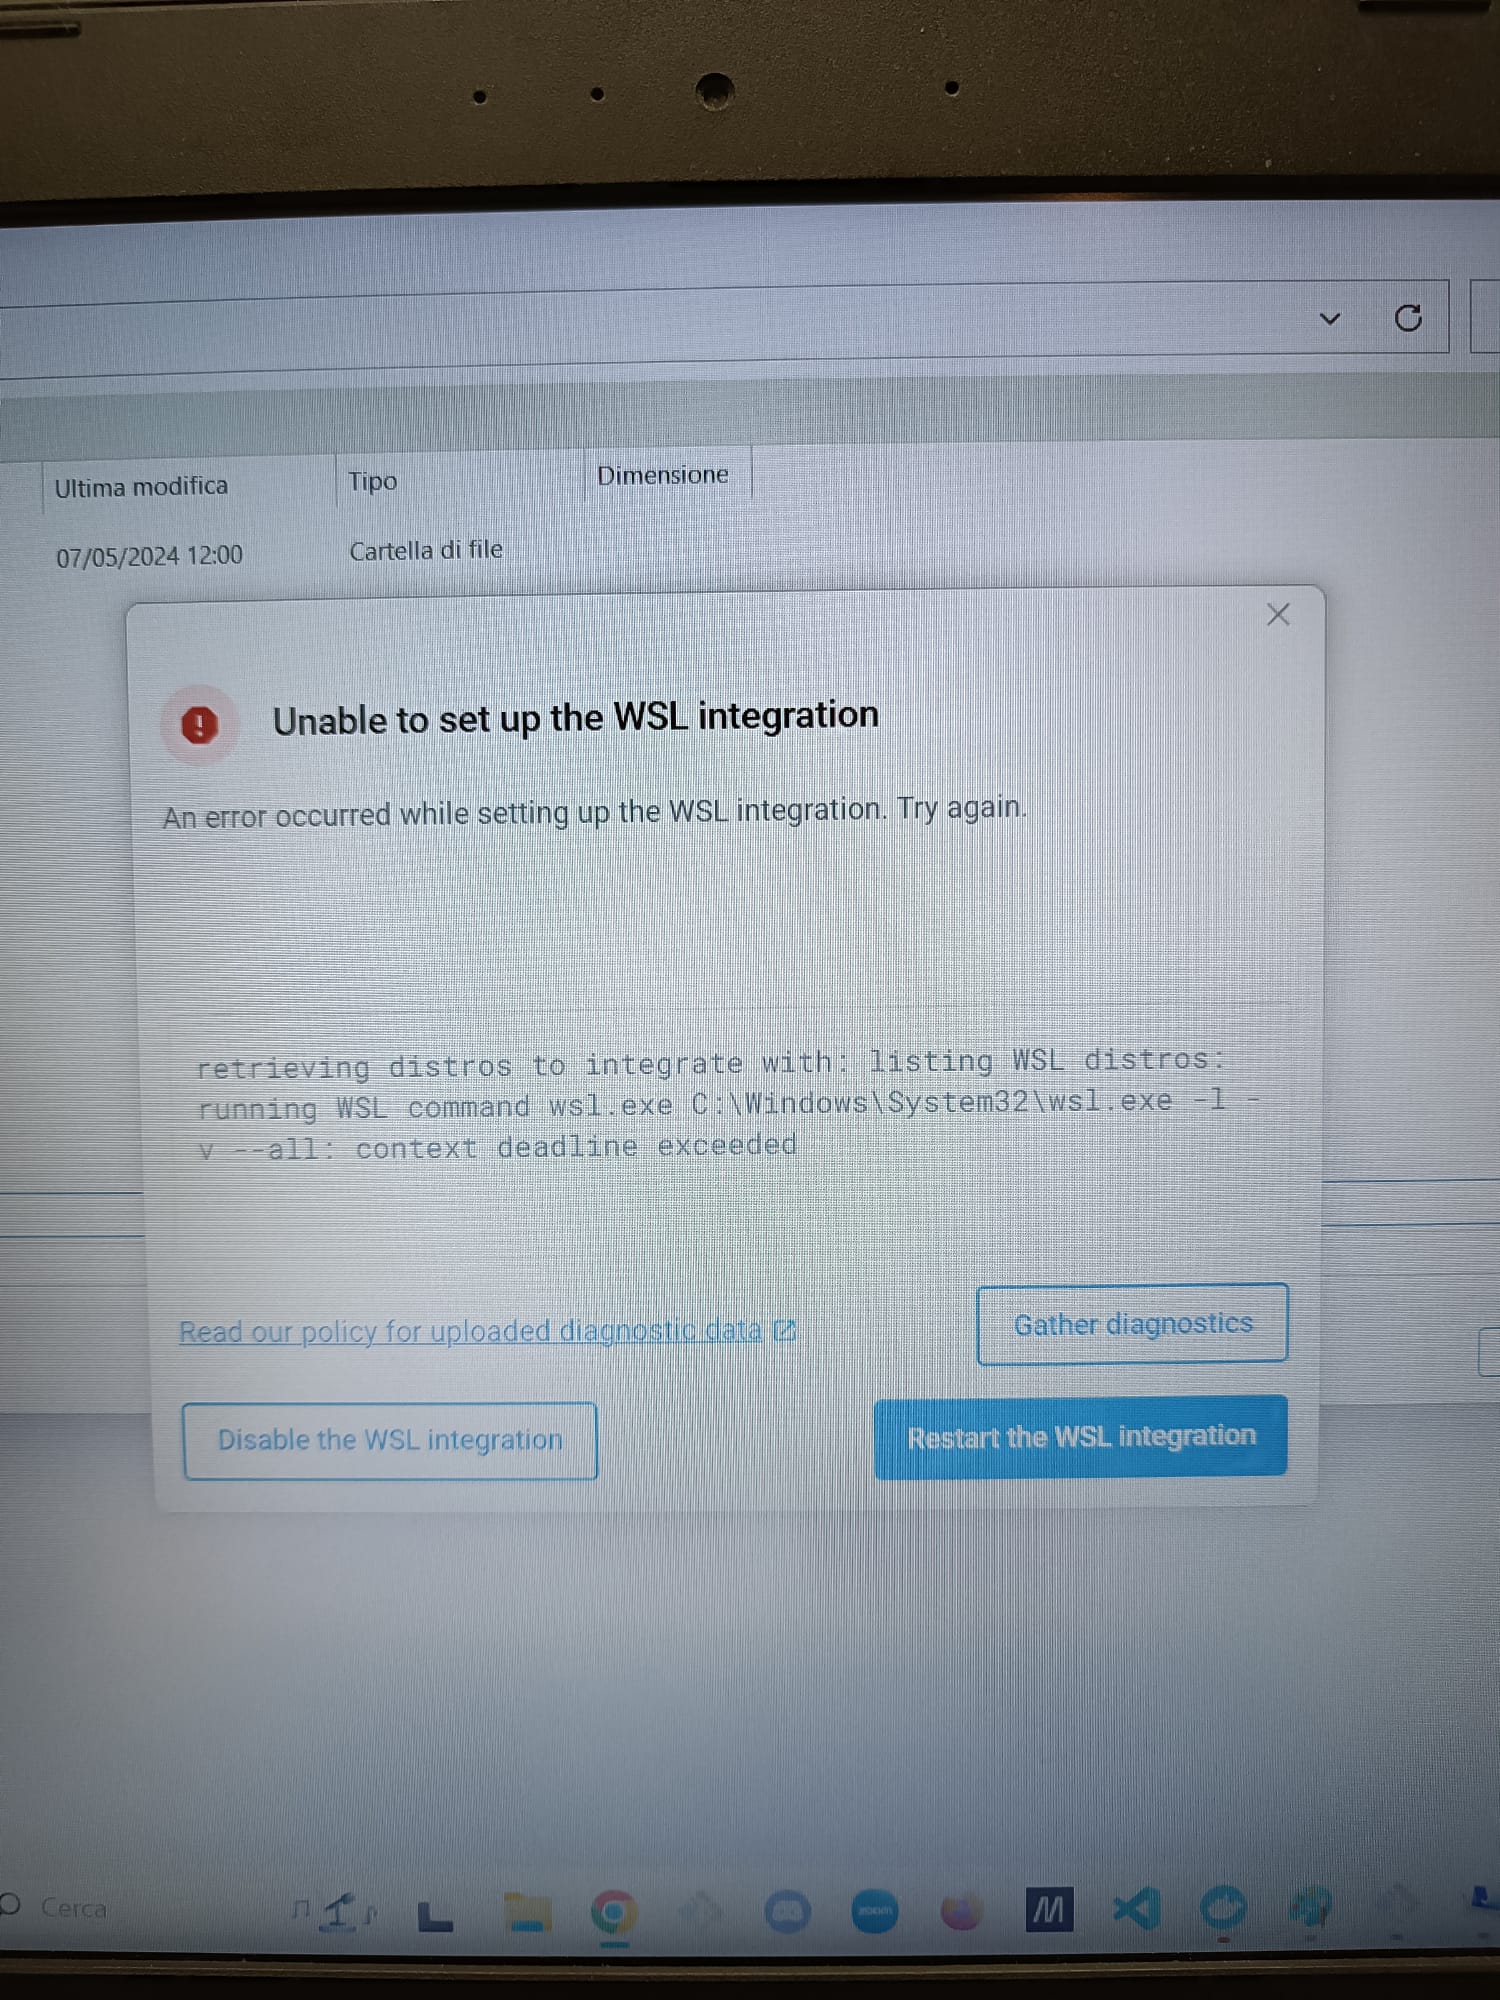 Ultima modifica Tipo Dimensione
07/05/2024 12:00 Cartella di file
Unable to set up the WSL integration
An error occurred while setting up the WSL integration. Try again.
retrieving distros to integrate with: listing WSL distros:
running WSL command wsl.exe C:\Windows\System32\wsl.exe -l -
v --all: context deadline exceeded
Read our policy for uploaded diagnostic data
Gather diagnostics
Disable the WSL integration
Restart the WSL integration
Cerca
zoom
M